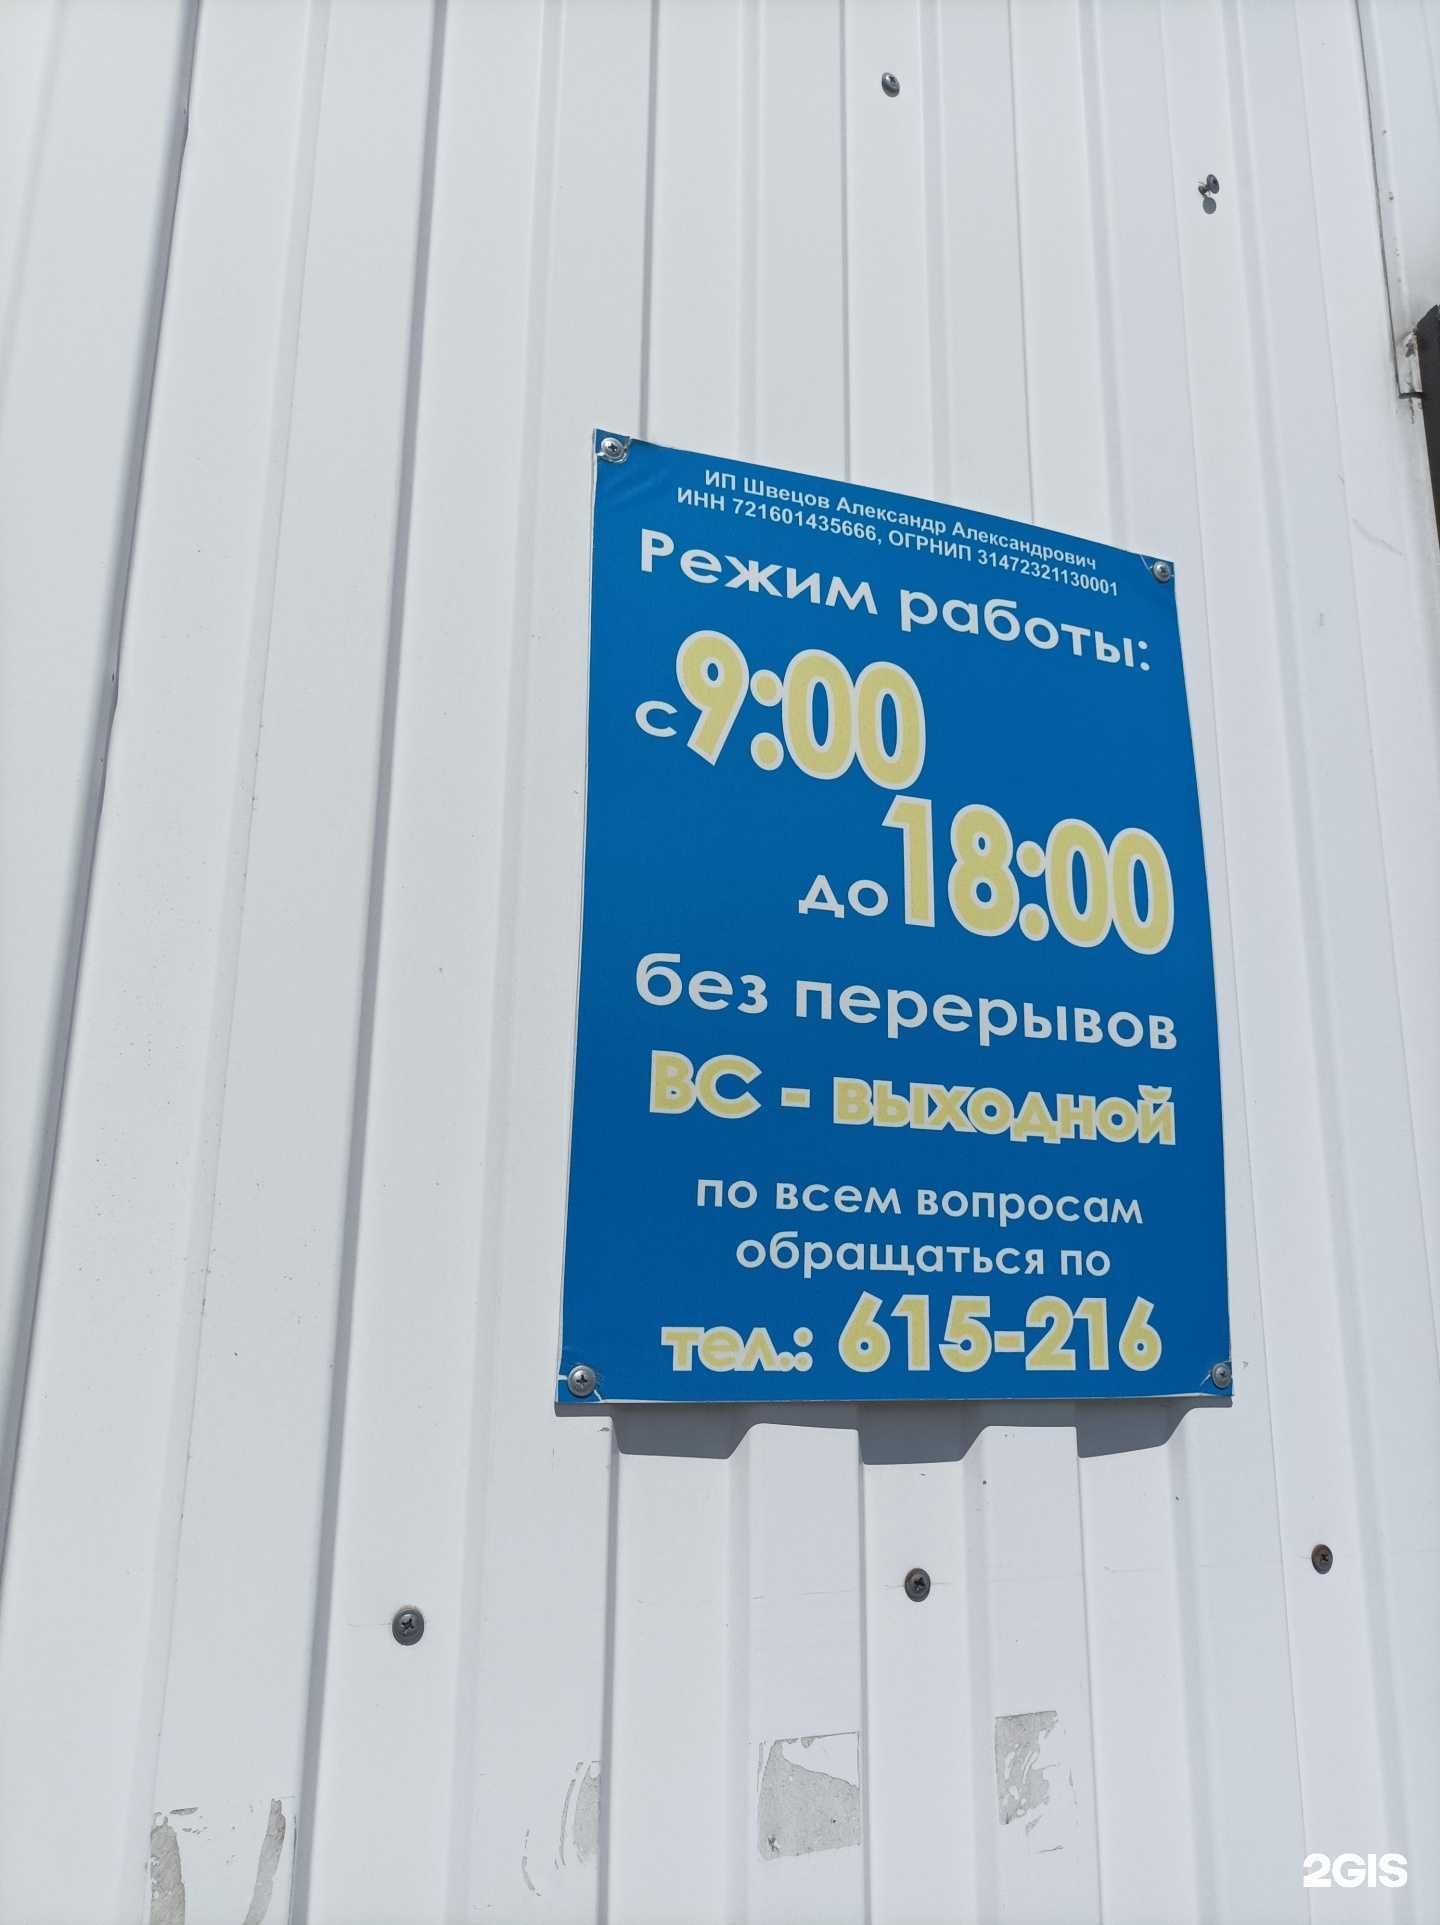 ИП Швецов Александр Александрович
ИНН 721601435666, ОГРНИП 31472321130001
Режим работы:
с 9:00
до 18:00
без перерывов
ВС - выходной
по всем вопросам
обращаться по
тел.: 615-216
2GIS